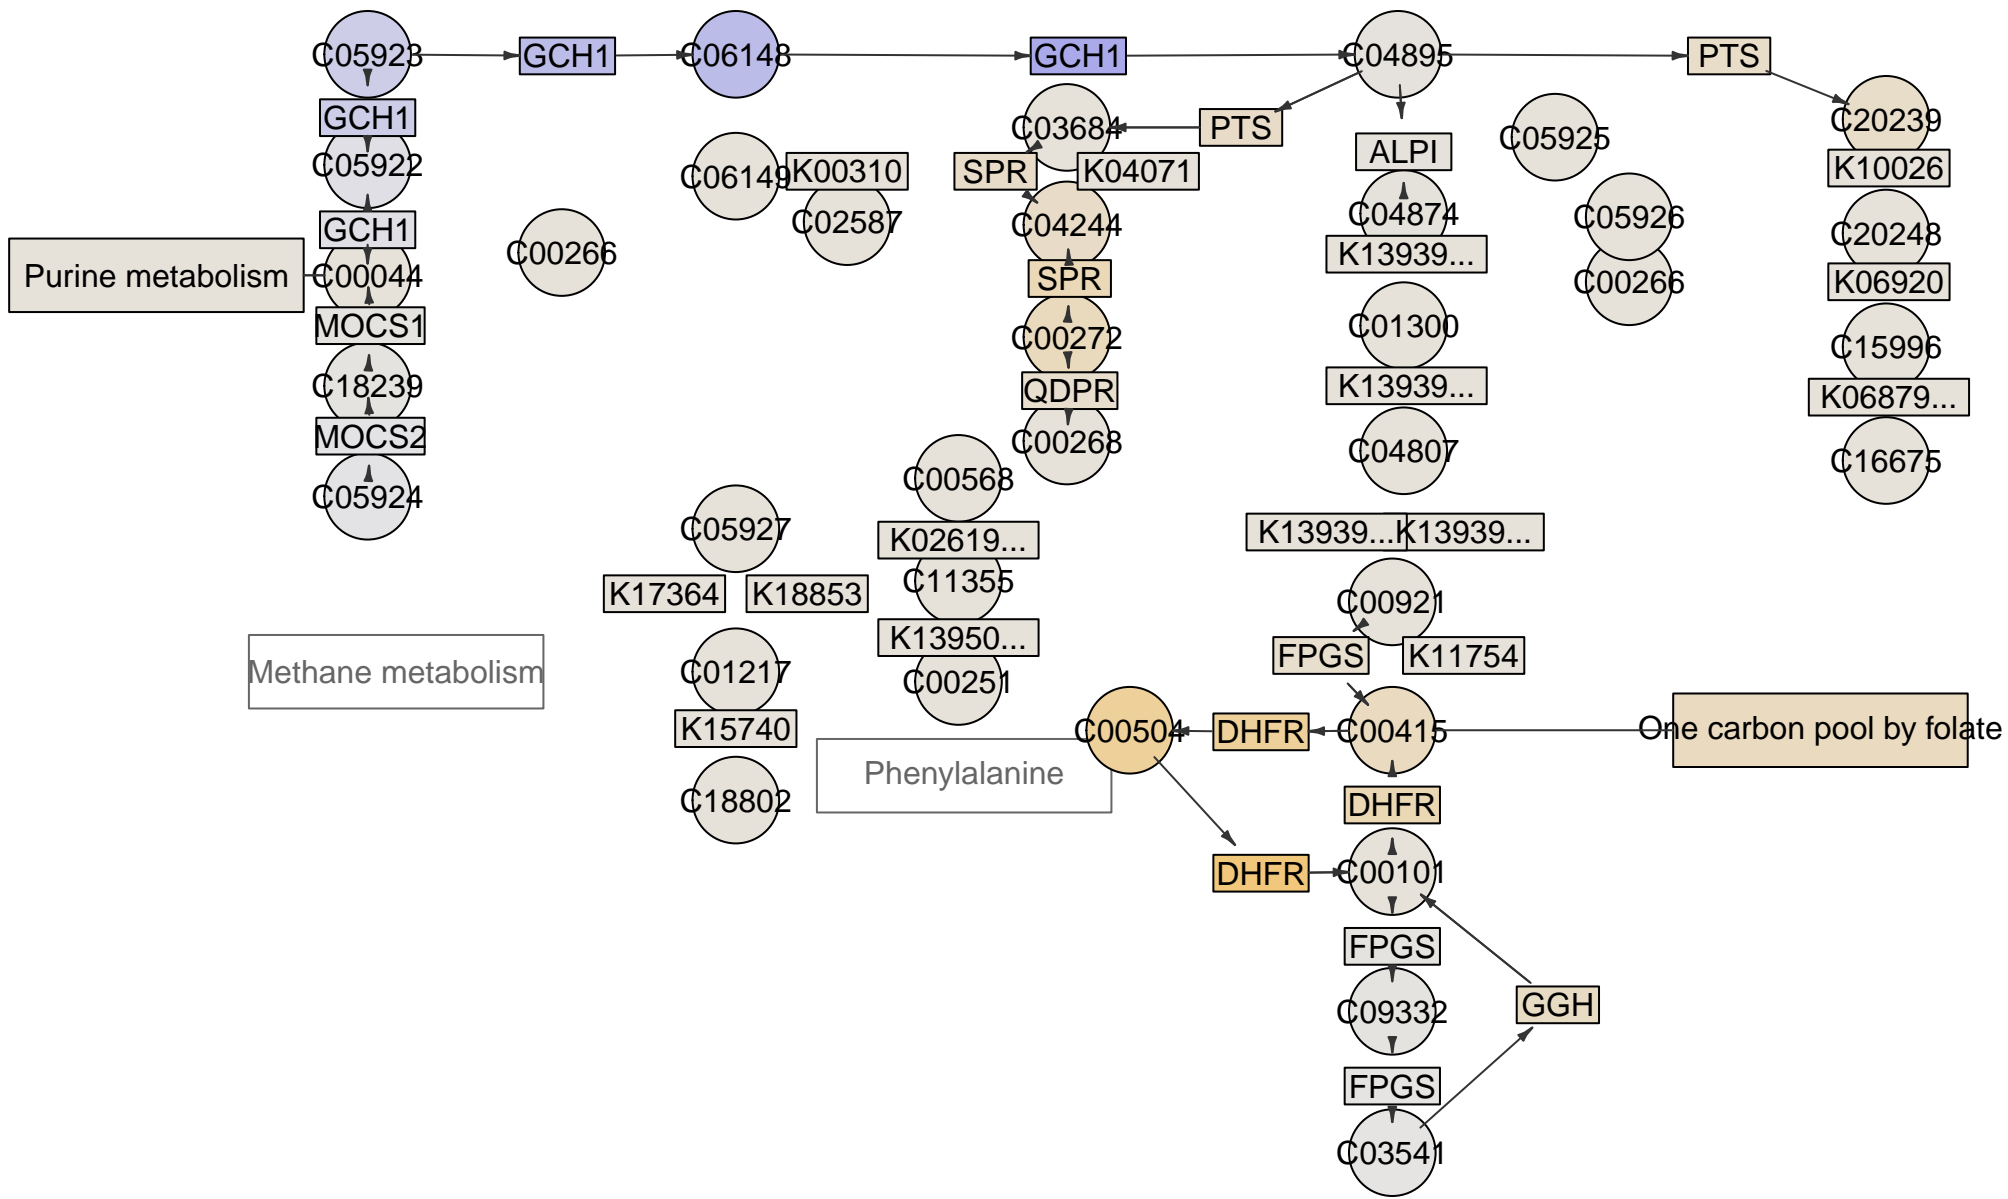 C05923
GCH1
C06148
GCH1
C04895
PTS
GCH1
C03684
PTS
C05925
C20239
C05922
C06149
K00310
SPR
K04071
ALPI
K10026
GCH1
C02587
C04244
C04874
C05926
C20248
Purine metabolism
C00044
C00266
SPR
K13939...
C00266
K06920
MOCS1
C00272
C01300
C15996
C18239
QDPR
K13939...
K06879...
MOCS2
C00268
C04807
C16675
C05924
C00568
C05927
K02619...
K13939...
K13939...
K17364
K18853
C11355
C00921
K13950...
FPGS
K11754
Methane metabolism
C01217
C00251
K15740
C00504
DHFR
C00415
One carbon pool by folate
Phenylalanine
C18802
DHFR
DHFR
C00101
FPGS
C09332
GGH
FPGS
C03541